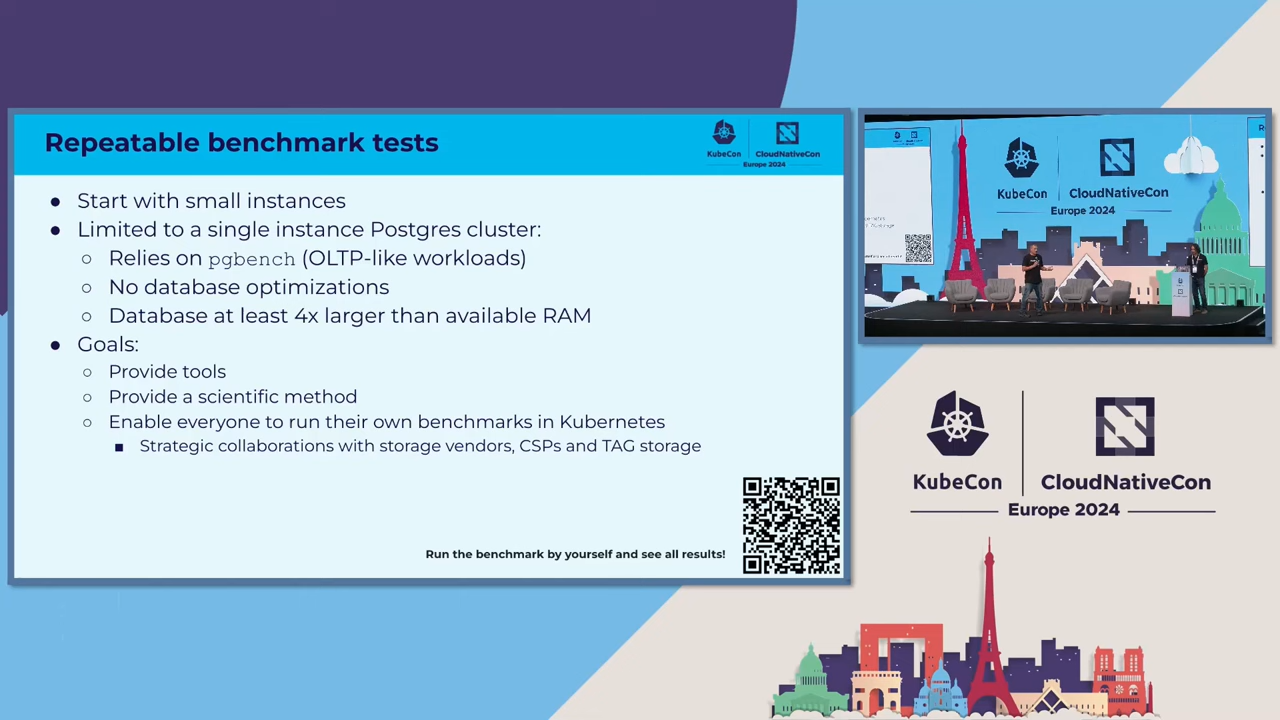 Repeatable benchmark tests
KubeCon
CloudNativeCon
Europe 2024
● Start with small instances
● Limited to a single instance Postgres cluster:
○ Relies on pgbench (OLTP-like workloads)
○ No database optimizations
○ Database at least 4x larger than available RAM
● Goals:
○ Provide tools
○ Provide a scientific method
○ Enable everyone to run their own benchmarks in Kubernetes
■ Strategic collaborations with storage vendors, CSPs and TAG storage
Run the benchmark by yourself and see all results!
KubeCon
CloudNativeCon
Europe 2024
KubeCon
CloudNativeCon
Europe 2024